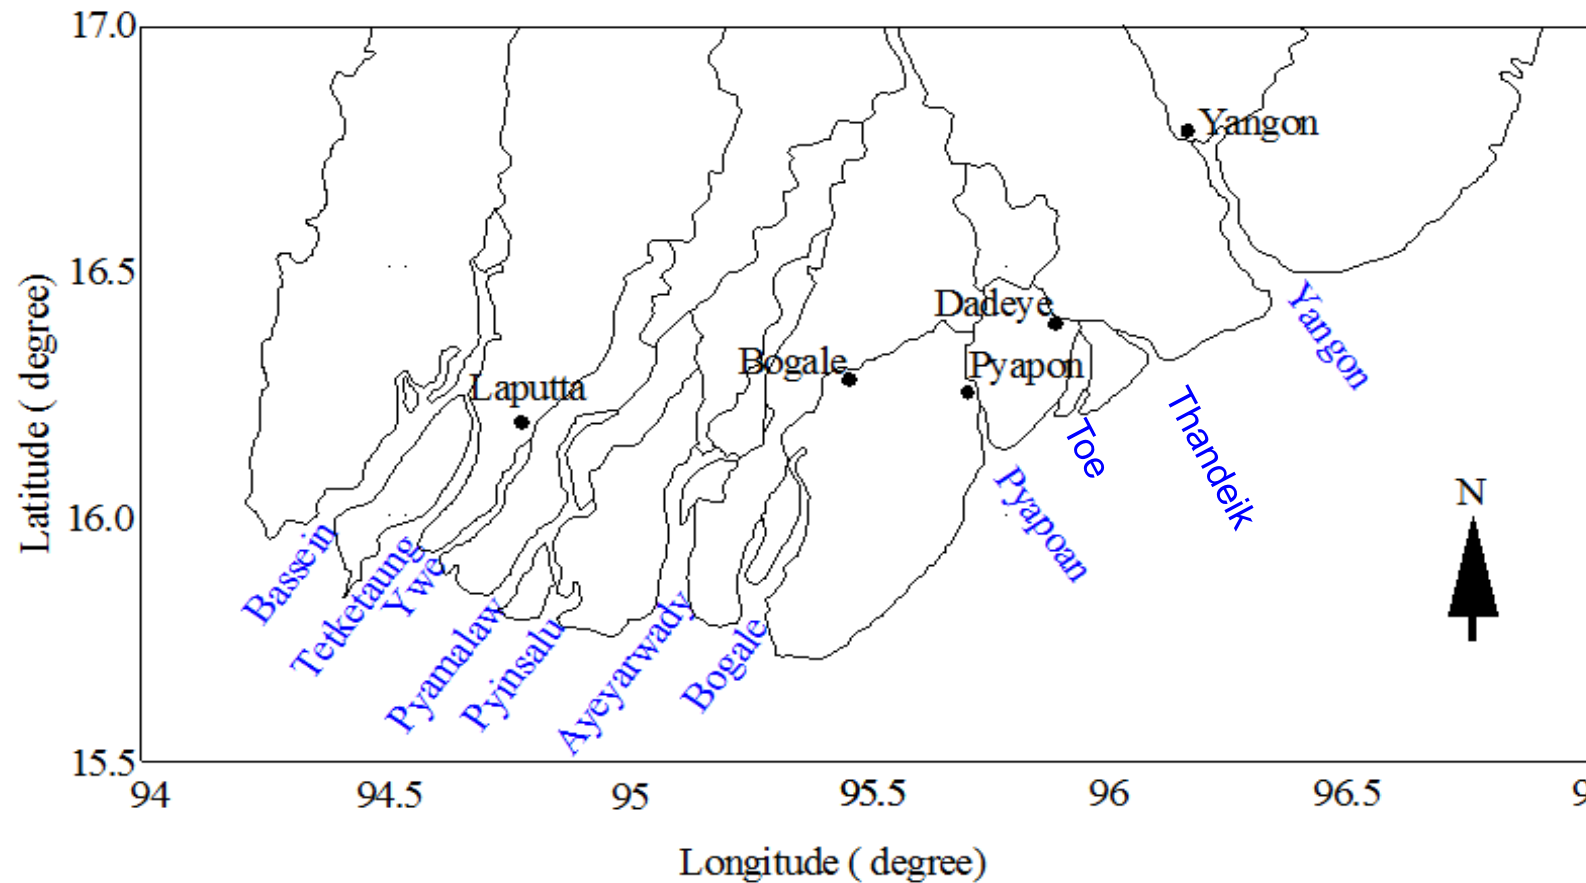 17.0
Yangon
16.5
Yangon
Dadeye
Bogale
Pyapon
Laputta
Thandeik
Toe
Latitude ( degree)
Pyapoan
N
16.0
Bassein
Tetketaung
Ywe
Pyamalaw
Pyinsalu
Ayeyarwady
Bogale
15.5
94
94.5
95
95.5
96
96.5
9
Longitude ( degree)